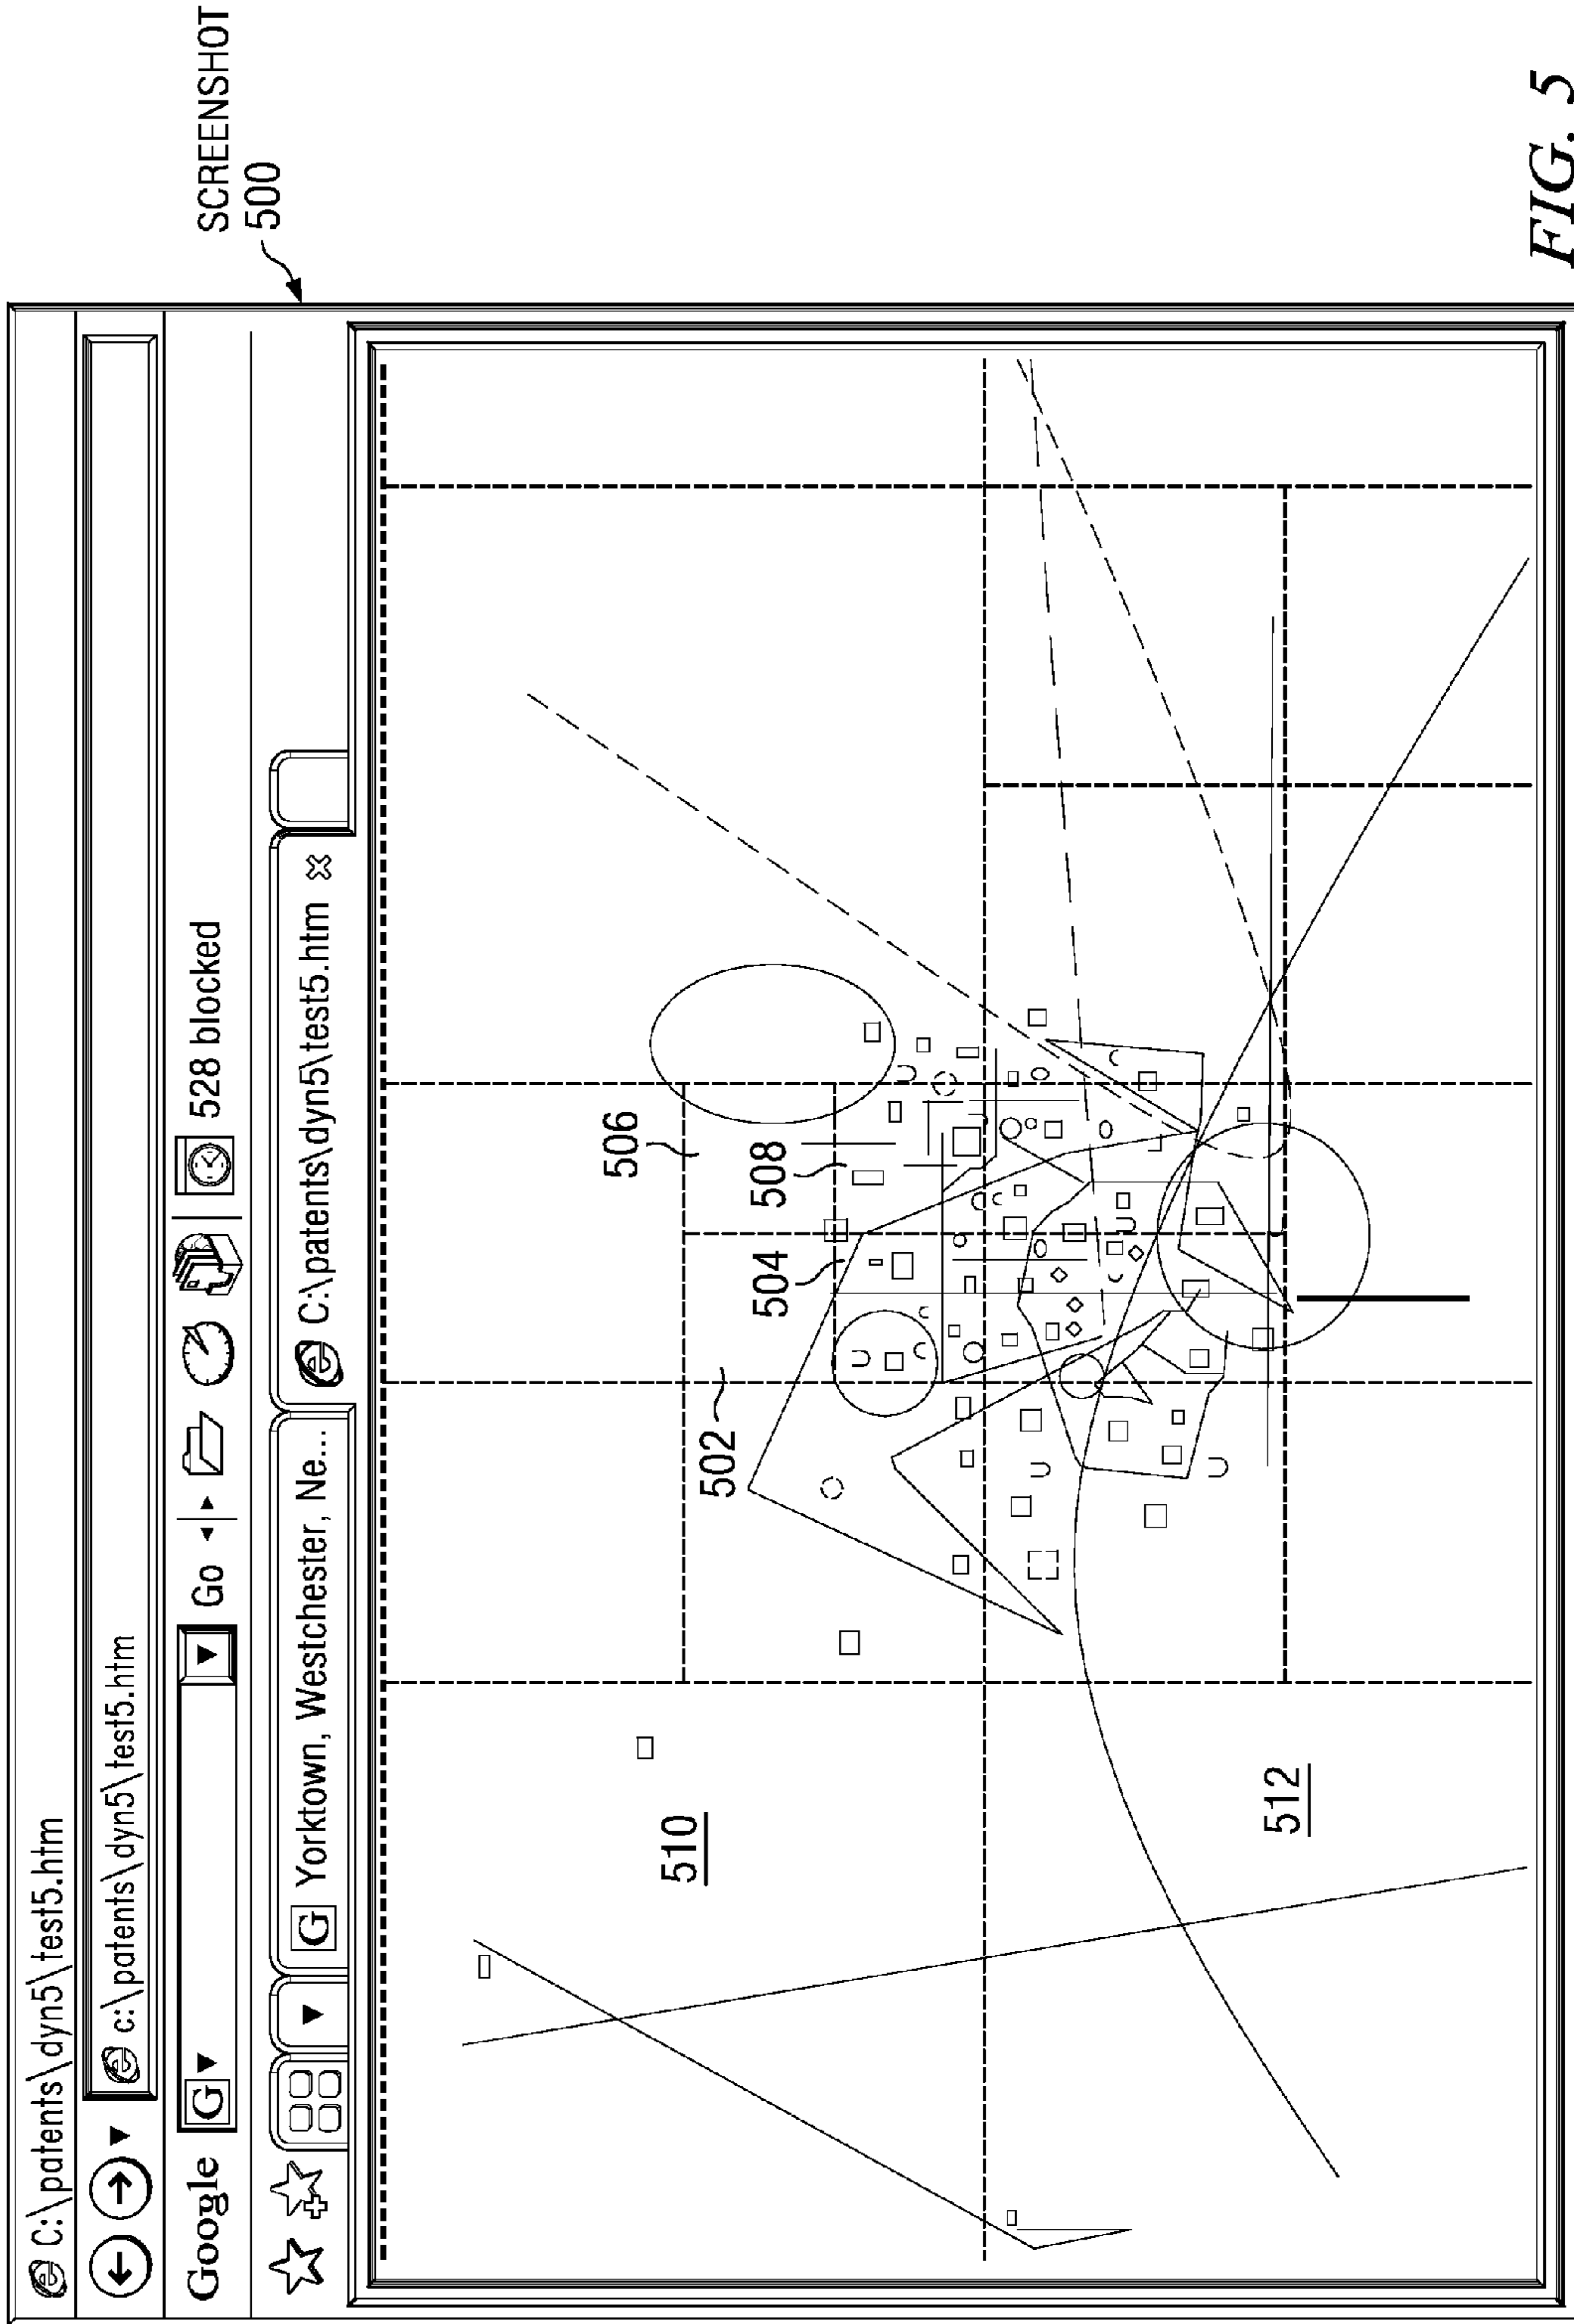 SCREENSHOT
500
C:\patents\dyn5\test5.htm
c:\patents\dyn5\test5.htm
Google G Go 528 blocked
G Yorktown, Westchester, Ne... C:\patents\dyn5\test5.htm
506
508
504
502
510
512
FIG. 5